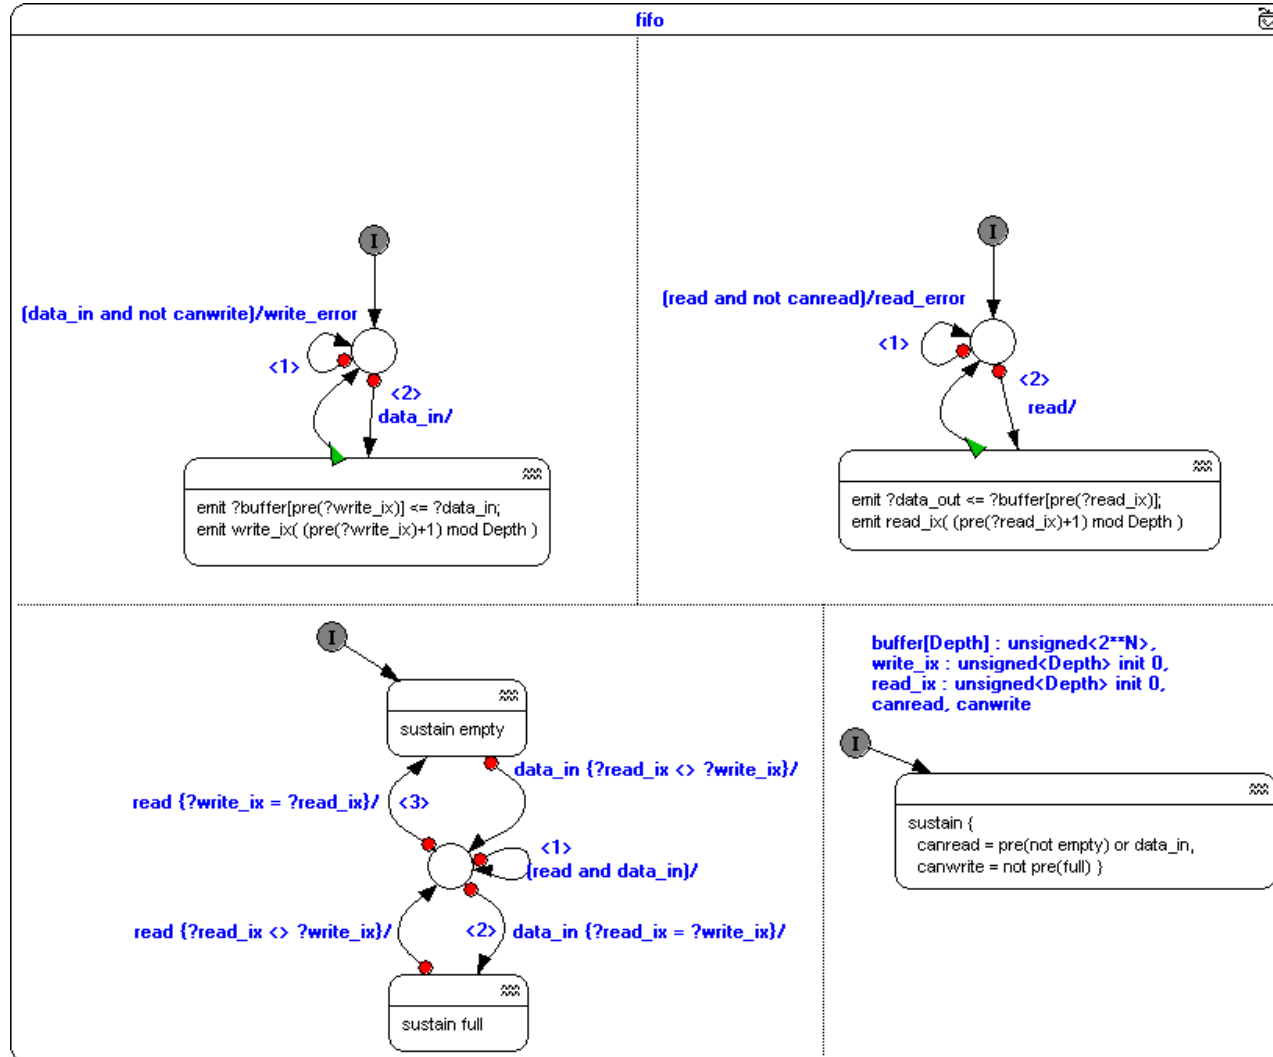 fifo
I
(data_in and not canwrite)/write_error
<1>
<2>
data_in/
emit ?buffer[pre(?write_ix)] <= ?data_in;
emit write_ix( (pre(?write_ix)+1) mod Depth )
I
(read and not canread)/read_error
<1>
<2>
read/
emit ?data_out <= ?buffer[pre(?read_ix)];
emit read_ix( (pre(?read_ix)+1) mod Depth )
I
sustain empty
data_in {?read_ix <> ?write_ix}/
read {?write_ix = ?read_ix}/ <3>
<1>
(read and data_in)/
read {?read_ix <> ?write_ix}/
<2> data_in {?read_ix = ?write_ix}/
sustain full
buffer[Depth] : unsigned<2**N>,
write_ix : unsigned<Depth> init 0,
read_ix : unsigned<Depth> init 0,
canread, canwrite
I
sustain {
canread = pre(not empty) or data_in,
canwrite = not pre(full) }